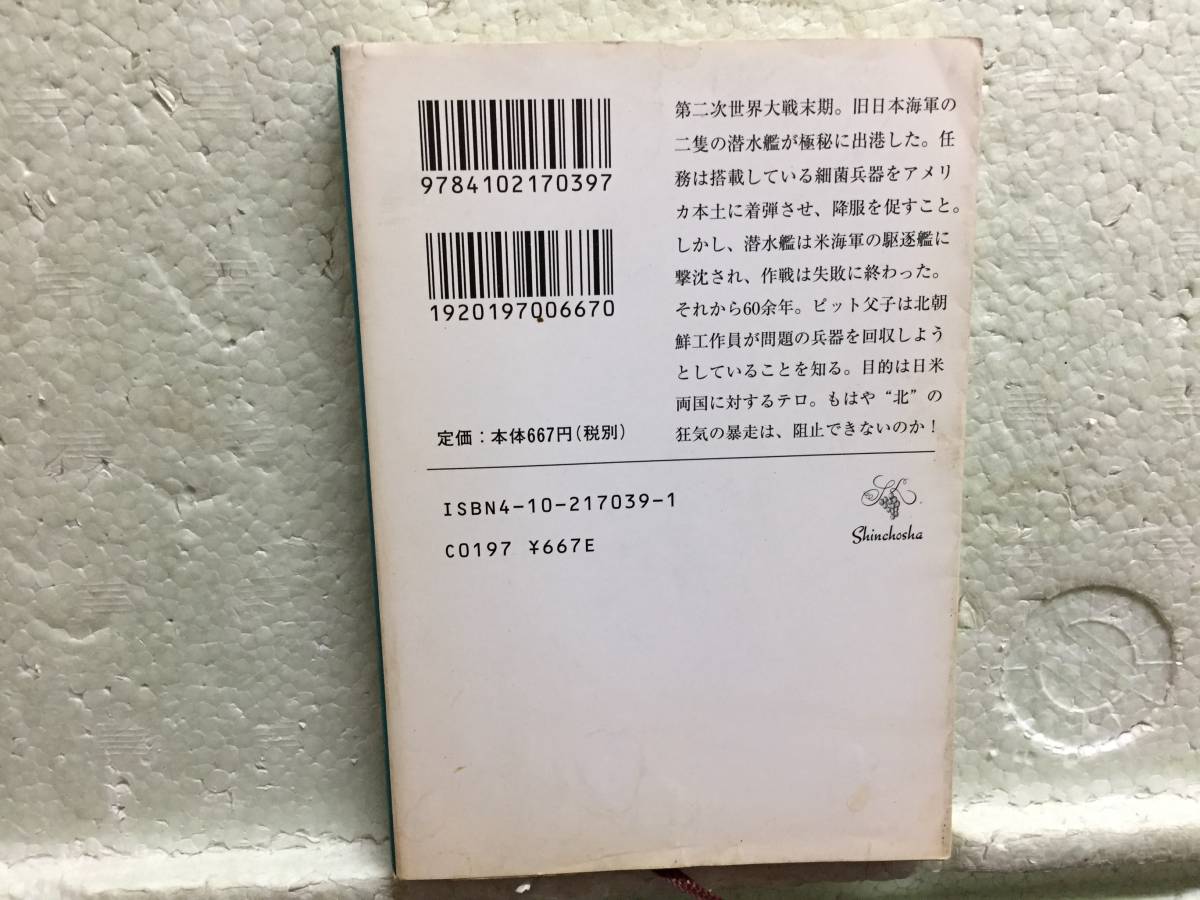 9784102170397
1920197006670
定価：本体667円（税別）
第二次世界大戦末期。旧日本海軍の
二隻の潜水艦が極秘に出港した。任
務は搭載している細菌兵器をアメリ
カ本土に着弾させ、降服を促すこと。
しかし、潜水艦は米海軍の駆逐艦に
撃沈され、作戦は失敗に終わった。
それから60余年。ピット父子は北朝
鮮工作員が問題の兵器を回収しよう
としていることを知る。目的は日米
両国に対するテロ。もはや“北”の
狂気の暴走は、阻止できないのか！
ISBN4-10-217039-1
C0197 ¥667E
Shinchosha